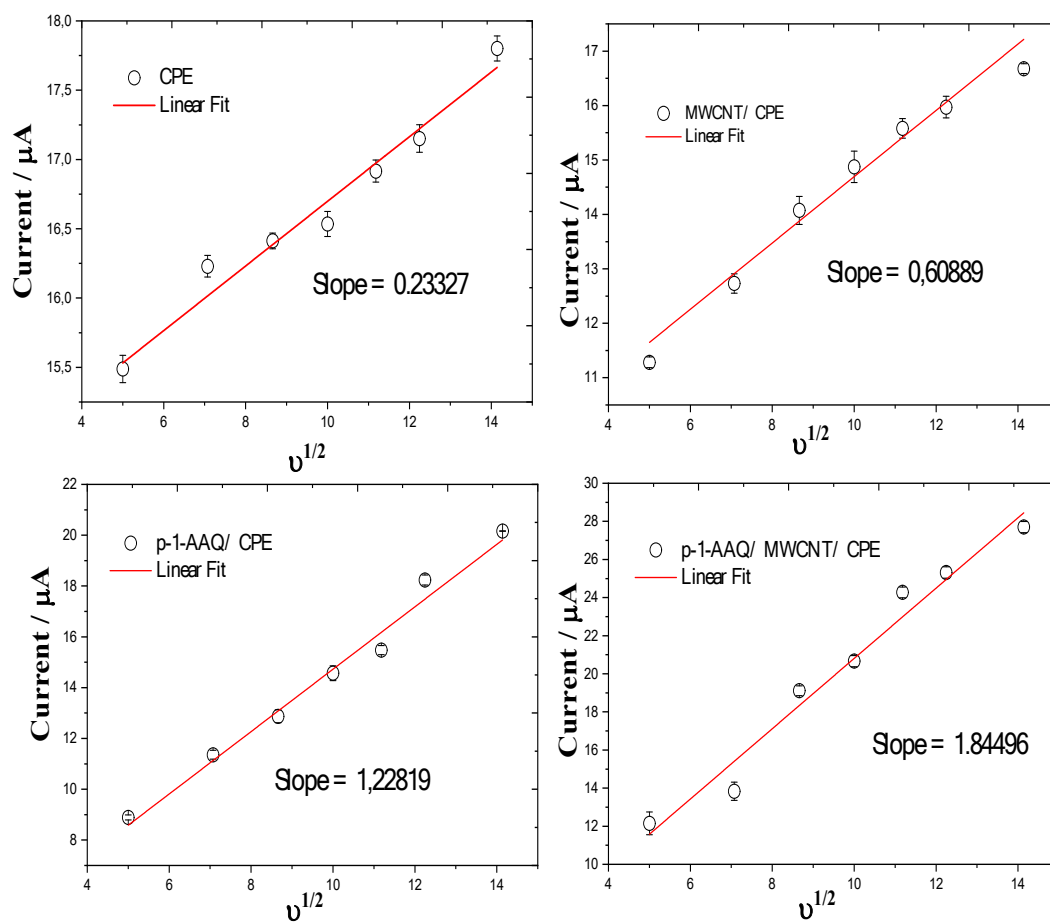 18,0
17,5
17,0
16,5
16,0
15,5
Current / μA
CPE
Linear Fit
Slope = 0.23327
4 6 8 10 12 14
υ1/2
17
16
15
14
13
12
11
Current / μA
MWCNT/ CPE
Linear Fit
Slope = 0,60889
4 6 8 10 12 14
υ1/2
22
20
18
16
14
12
10
8
Current / μA
p-1-AAQ/ CPE
Linear Fit
Slope = 1,22819
4 6 8 10 12 14
υ1/2
30
28
26
24
22
20
18
16
14
12
10
Current / μA
p-1-AAQ/ MWCNT/ CPE
Linear Fit
Slope = 1.84496
4 6 8 10 12 14
υ1/2